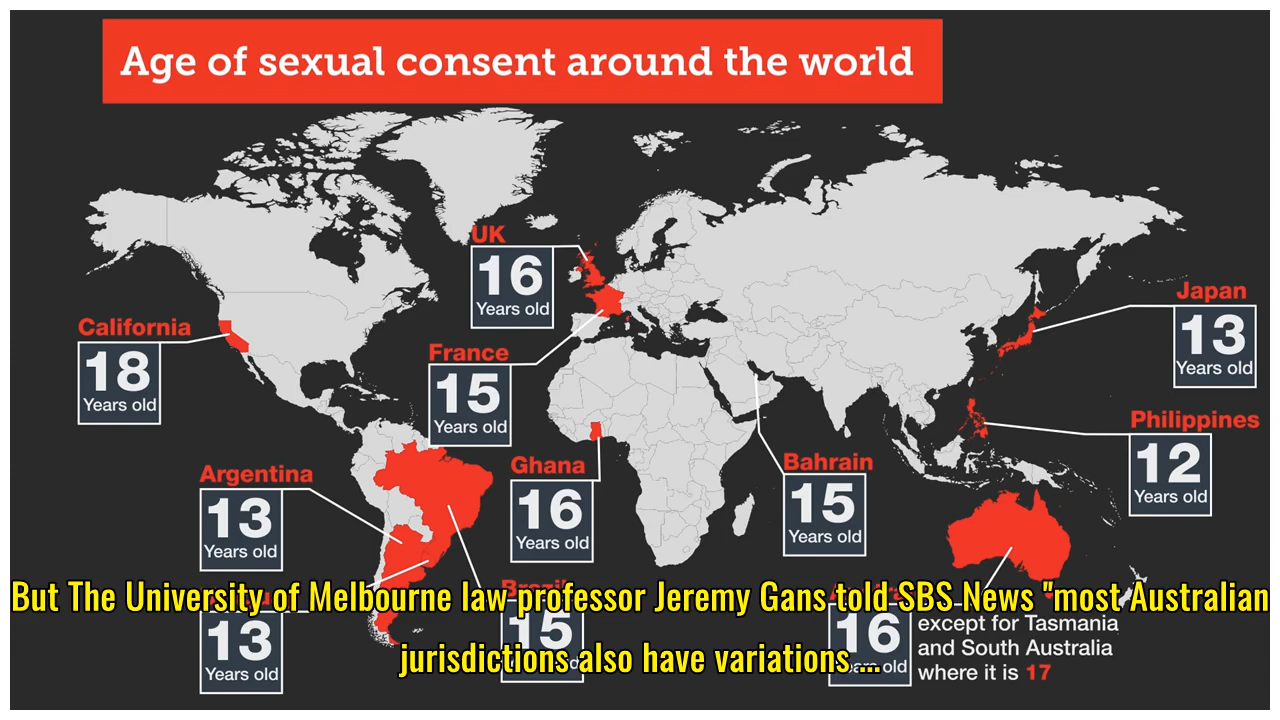 Age of sexual consent around the world
UK
16
Years old
California
18
Years old
France
15
Years old
Japan
13
Years old
Philippines
12
Years old
Argentina
13
Years old
Ghana
16
Years old
Bahrain
15
Years old
13
Years old
Brazil
15
16
old
except for Tasmania
and South Australia
where it is 17
But The University of Melbourne law professor Jeremy Gans told SBS News "most Australian
jurisdictions also have variations ...